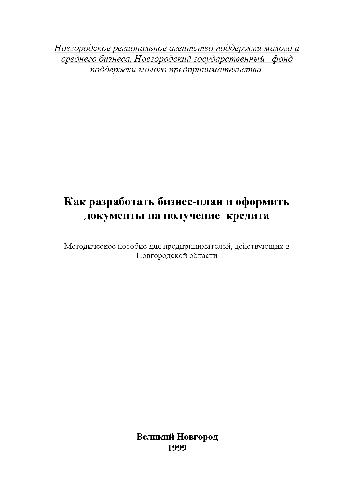 Новгородское региональное агентство поддержки малого и
среднего бизнеса, Новгородский государственный фонд
поддержки малого предпринимательства
Как разработать бизнес-план и оформить
документы на получение кредита
Методическое пособие для предпринимателей, действующих в
Новгородской области
Великий Новгород
1999